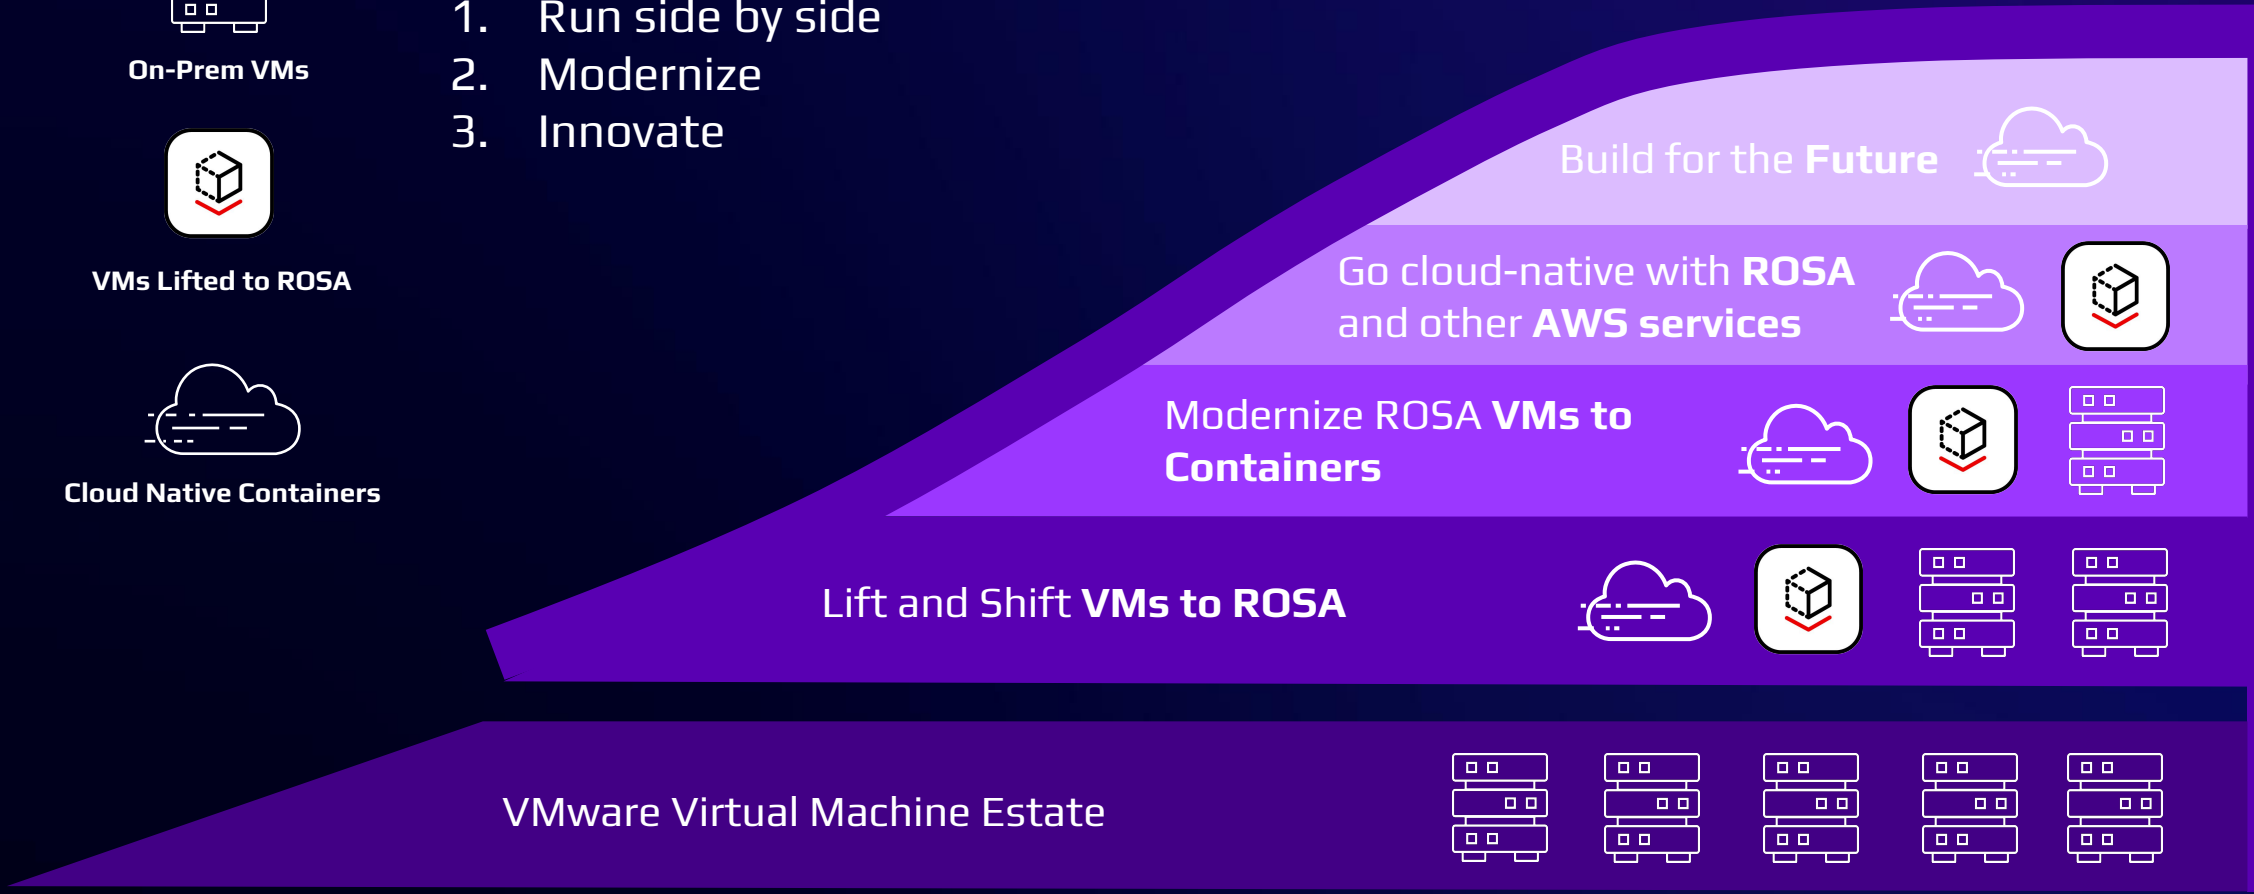 On-Prem VMs
VMs Lifted to ROSA
Cloud Native Containers
1. Run side by side
2. Modernize
3. Innovate
Build for the Future
Go cloud-native with ROSA
and other AWS services
Modernize ROSA VMs to
Containers
Lift and Shift VMs to ROSA
VMware Virtual Machine Estate